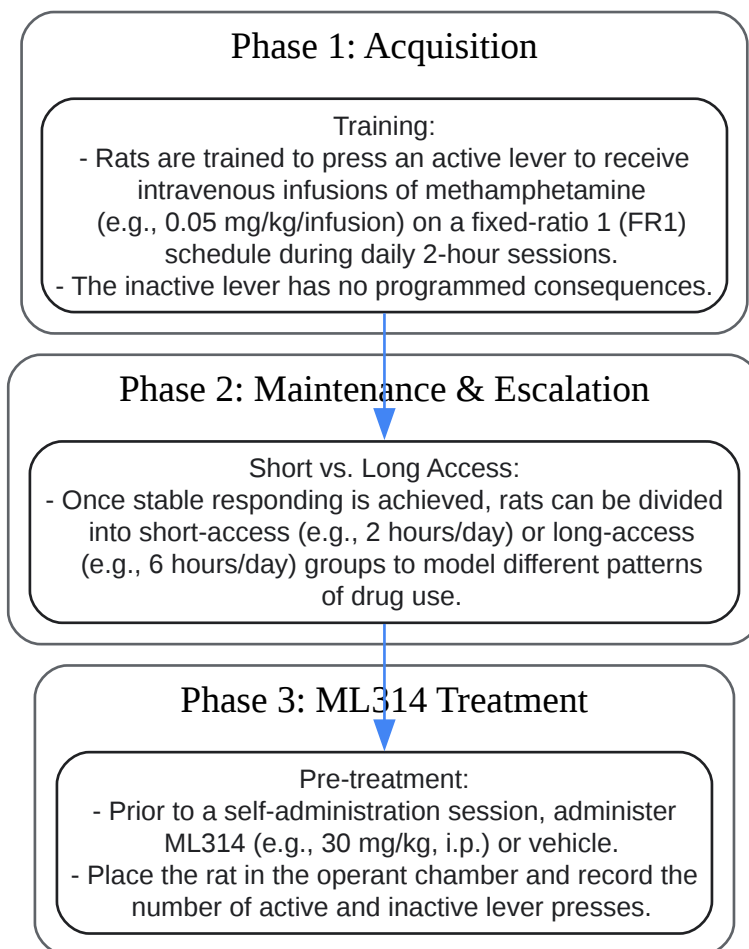 Phase 1: Acquisition
Training:
- Rats are trained to press an active lever to receive
intravenous infusions of methamphetamine
(e.g., 0.05 mg/kg/infusion) on a fixed-ratio 1 (FR1)
schedule during daily 2-hour sessions.
- The inactive lever has no programmed consequences.
Phase 2: Maintenance & Escalation
Short vs. Long Access:
- Once stable responding is achieved, rats can be divided
into short-access (e.g., 2 hours/day) or long-access
(e.g., 6 hours/day) groups to model different patterns
of drug use.
Phase 3: ML314 Treatment
Pre-treatment:
- Prior to a self-administration session, administer
ML314 (e.g., 30 mg/kg, i.p.) or vehicle.
- Place the rat in the operant chamber and record the
number of active and inactive lever presses.